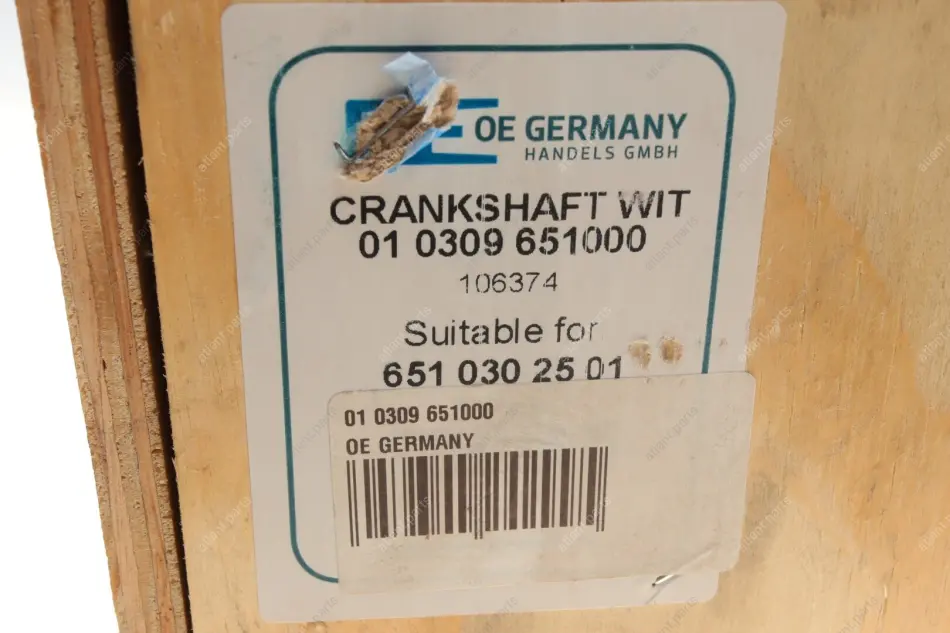 OE GERMANY
HANDELS GMBH
CRANKSHAFT WIT
01 0309 651000
106374
Suitable for
651 030 25 01
01 0309 651000
OE GERMANY